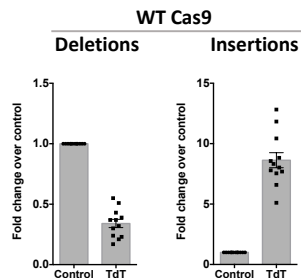 WT Cas9
Deletions
Insertions
Fold change over control
1.5
1.0
0.5
0.0
Control
TdT
Fold change over control
15
10
5
0
Control
TdT